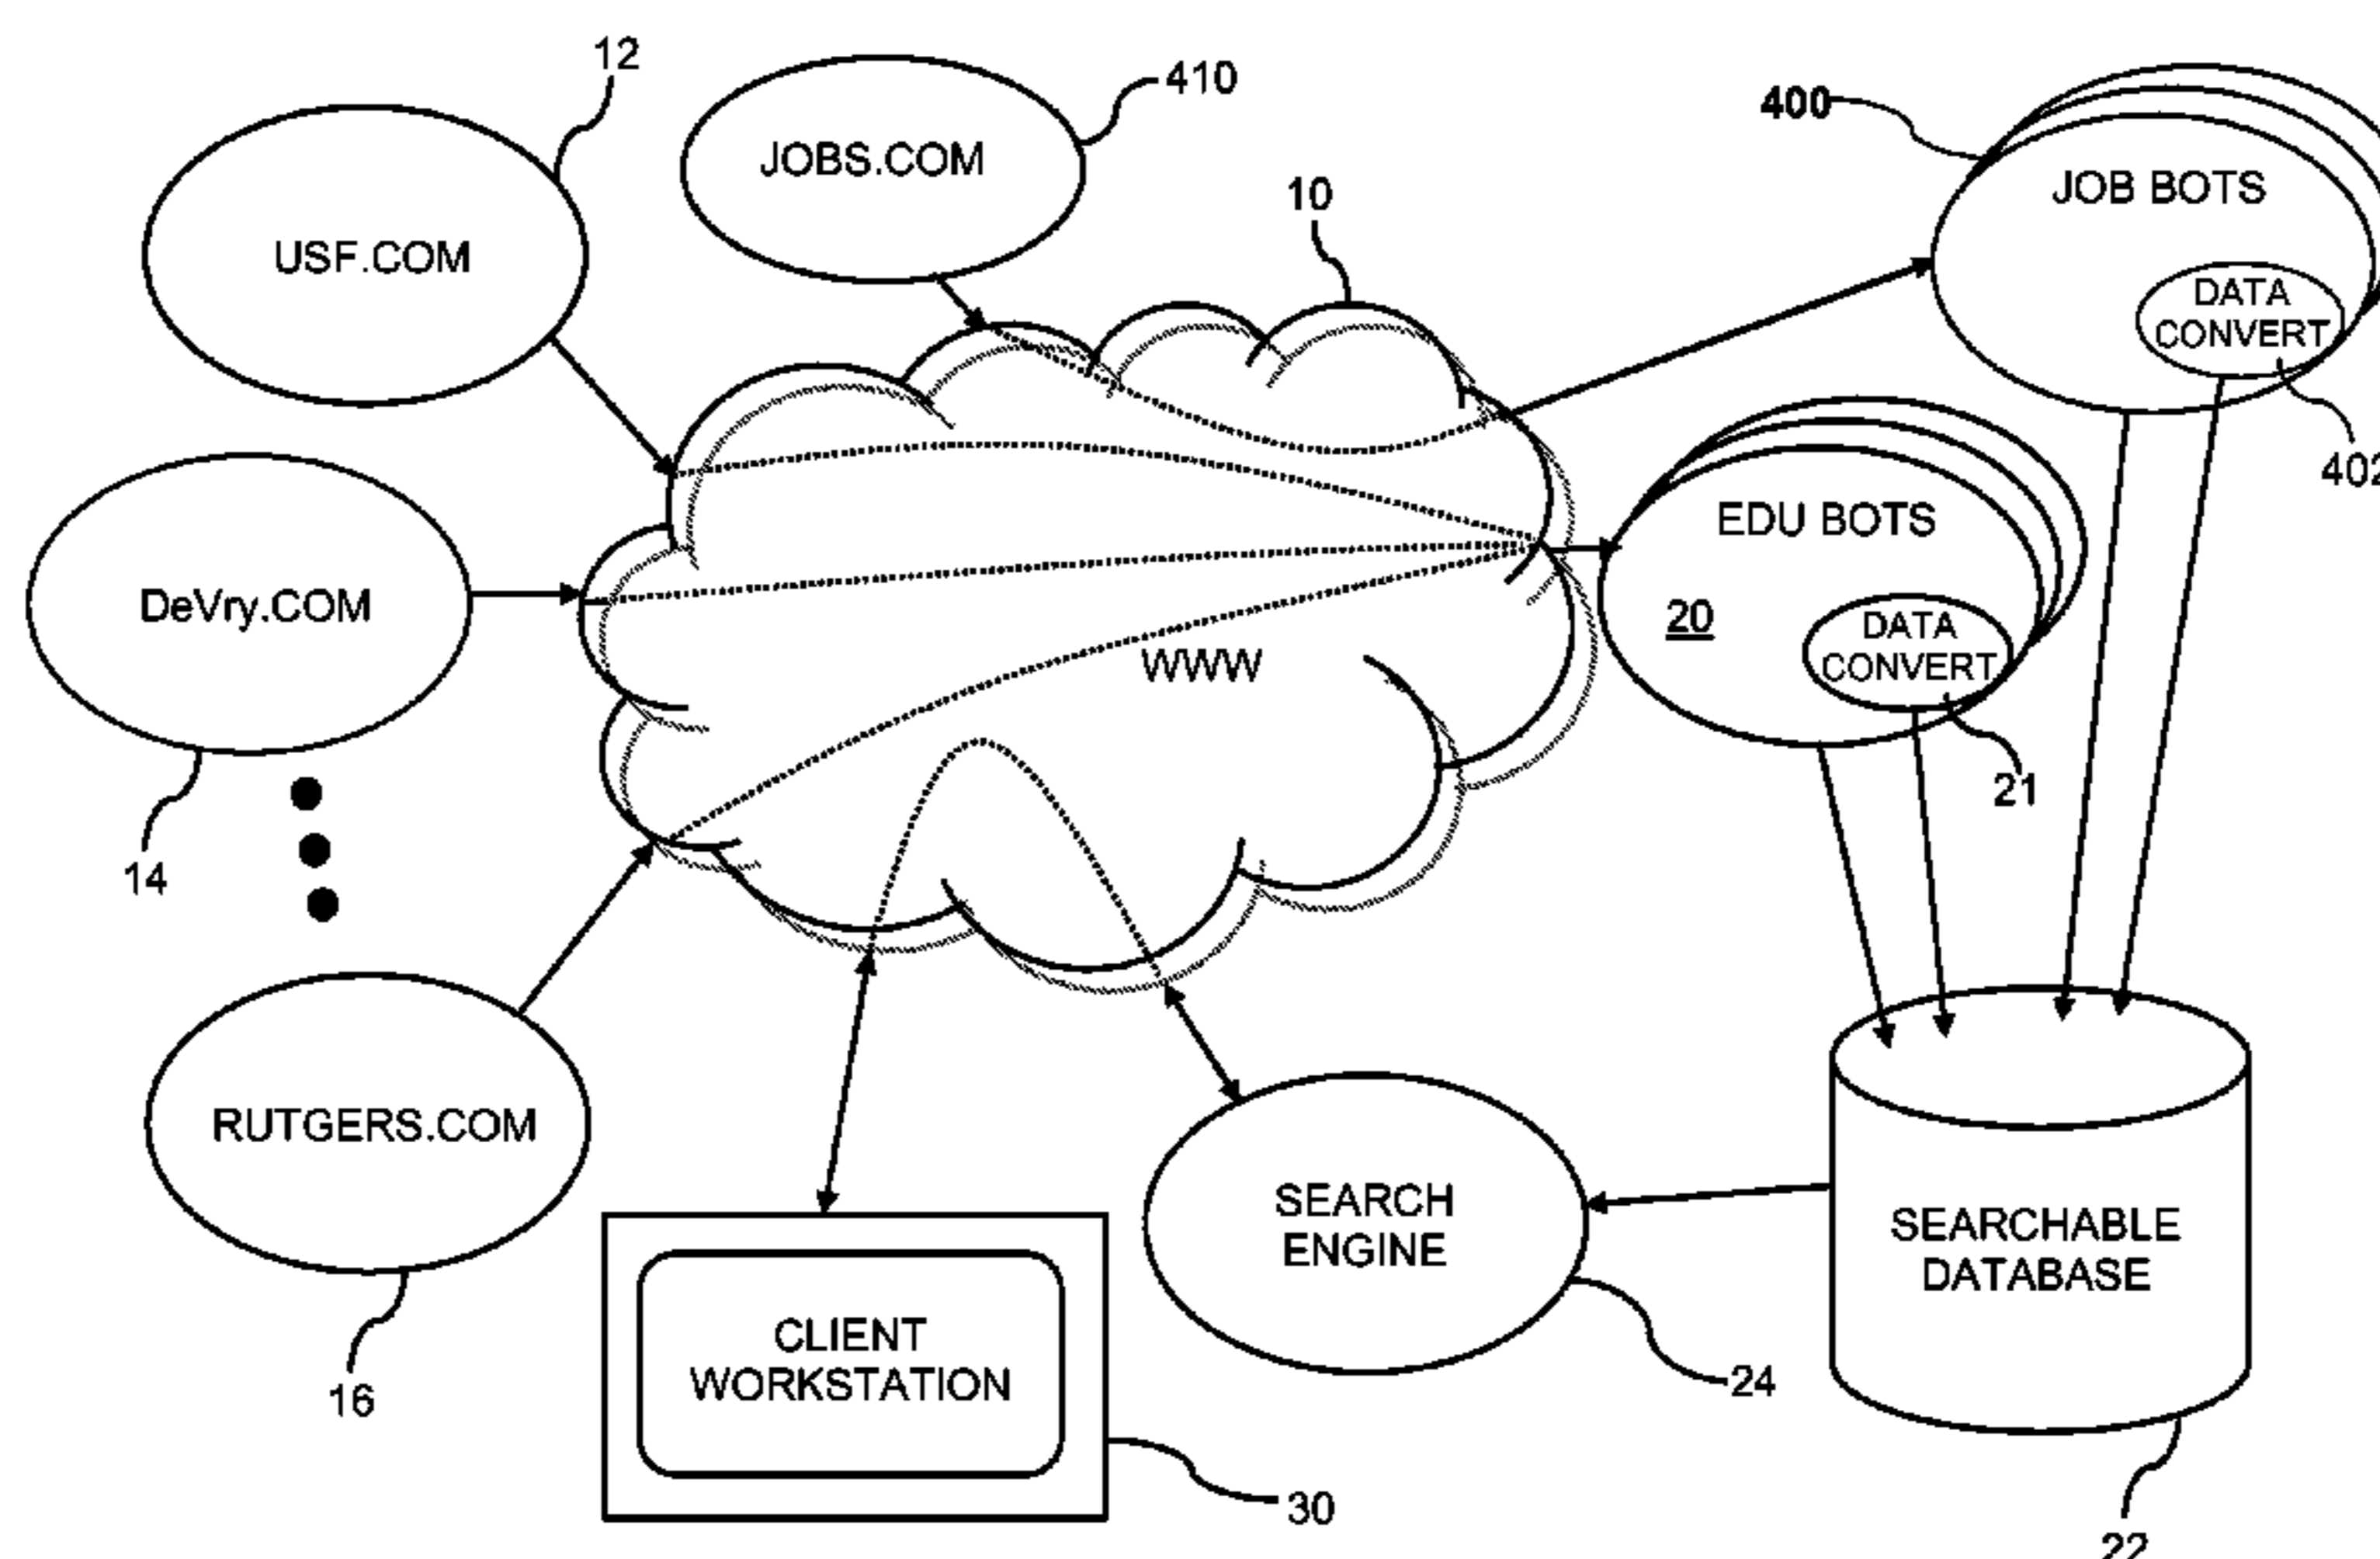 12
410
400
JOBS.COM
10
JOB BOTS
USF.COM
DATA
CONVERT
402
EDU BOTS
DeVry.COM
20
DATA
CONVERT
WWW
21
14
RUTGERS.COM
SEARCH
ENGINE
SEARCHABLE
DATABASE
CLIENT
WORKSTATION
24
16
30
22